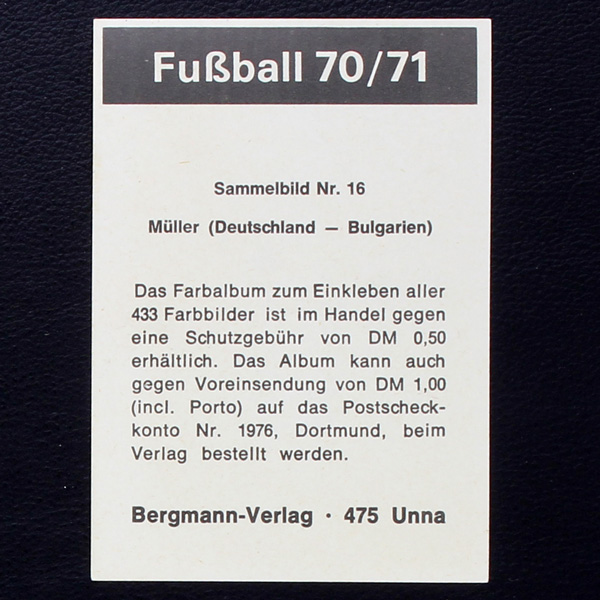 Fußball 70/71
Sammelbild Nr. 16
Müller (Deutschland — Bulgarien)
Das Farbalbum zum Einkleben aller
433 Farbbilder ist im Handel gegen
eine Schutzgebühr von DM 0,50
erhältlich. Das Album kann auch
gegen Voreinsendung von DM 1,00
(incl. Porto) auf das Postscheck-
konto Nr. 1976, Dortmund, beim
Verlag bestellt werden.
Bergmann-Verlag · 475 Unna